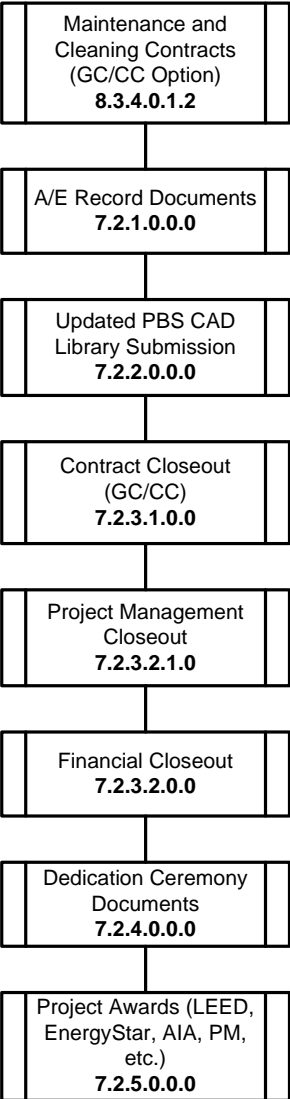 Maintenance and
Cleaning Contracts
(GC/CC Option)
8.3.4.0.1.2
A/E Record Documents
7.2.1.0.0.0
Updated PBS CAD
Library Submission
7.2.2.0.0.0
Contract Closeout
(GC/CC)
7.2.3.1.0.0
Project Management
Closeout
7.2.3.2.1.0
Financial Closeout
7.2.3.2.0.0
Dedication Ceremony
Documents
7.2.4.0.0.0
Project Awards (LEED,
EnergyStar, AIA, PM,
etc.)
7.2.5.0.0.0